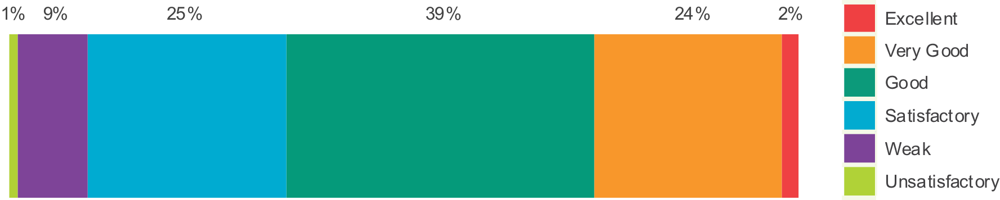 1% 9% 25% 39% 24% 2%
Excellent
Very Good
Good
Satisfactory
Weak
Unsatisfactory